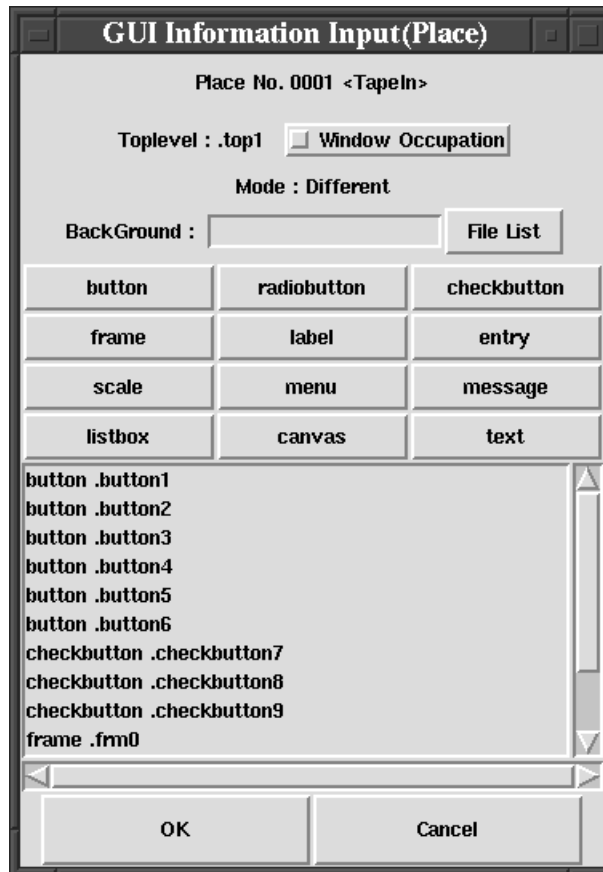 GUI Information Input(Place)
Place No. 0001 <TapeIn>
Toplevel : .top1 Window Occupation
Mode : Different
BackGround : File List
button radiobutton checkbutton
frame label entry
scale menu message
listbox canvas text
button .button1
button .button2
button .button3
button .button4
button .button5
button .button6
checkbutton .checkbutton7
checkbutton .checkbutton8
checkbutton .checkbutton9
frame .frm0
OK Cancel